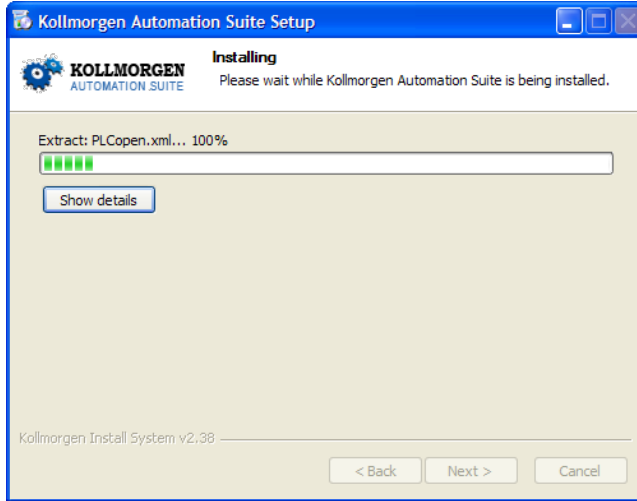 Kollmorgen Automation Suite Setup
KOLLMORGEN
AUTOMATION SUITE
Installing
Please wait while Kollmorgen Automation Suite is being installed.
Extract: PLCopen.xml... 100%
Show details
Kollmorgen Install System v2.38
< Back
Next >
Cancel